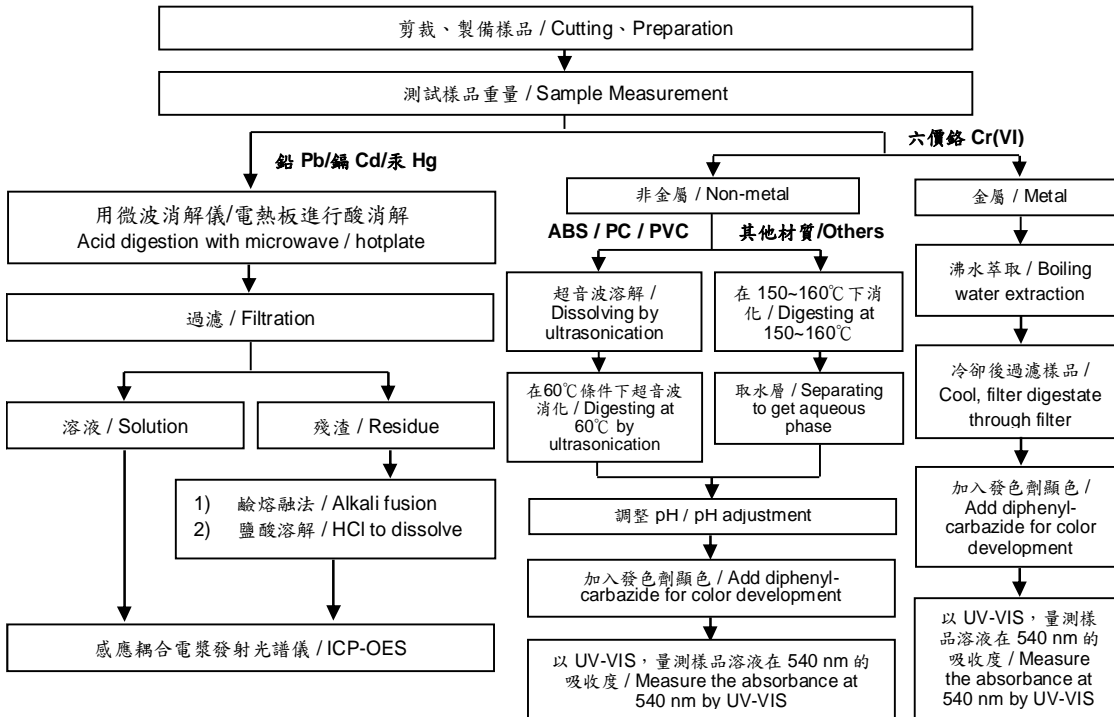 剪裁、製備樣品 / Cutting、Preparation
測試樣品重量 / Sample Measurement
鉛 Pb/鎘 Cd/汞 Hg
六價鉻 Cr(VI)
用微波消解儀/電熱板進行酸消解
Acid digestion with microwave / hotplate
過濾 / Filtration
溶液 / Solution
殘渣 / Residue
1) 鹼熔融法 / Alkali fusion
2) 鹽酸溶解 / HCl to dissolve
感應耦合電漿發射光譜儀 / ICP-OES
非金屬 / Non-metal
ABS / PC / PVC
其他材質/Others
超音波溶解 /
Dissolving by
ultrasonication
在60℃條件下超音波
消化 / Digesting at
60℃ by
ultrasonication
在 150~160℃下消
化 / Digesting at
150~160℃
取水層 / Separating
to get aqueous
phase
調整 pH / pH adjustment
加入發色劑顯色 / Add diphenyl-
carbazide for color development
以 UV-VIS，量測樣品溶液在 540 nm 的
吸收度 / Measure the absorbance at
540 nm by UV-VIS
金屬 / Metal
沸水萃取 / Boiling
water extraction
冷卻後過濾樣品 /
Cool, filter digestate
through filter
加入發色劑顯色 /
Add diphenyl-
carbazide for color
development
以 UV-VIS，量測樣
品溶液在 540 nm 的
吸收度 / Measure
the absorbance at
540 nm by UV-VIS